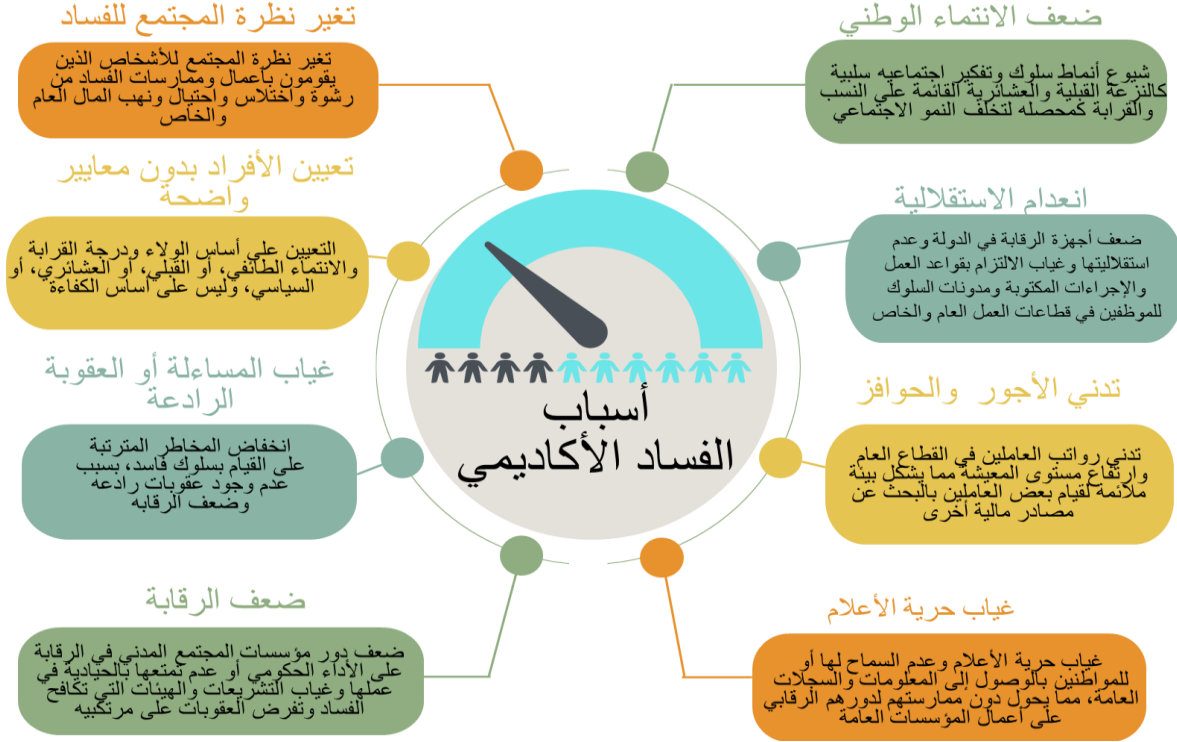 ضعف الانتماء الوطني
شيوع أنماط سلوك وتفكير اجتماعيه سلبية
كالنزعه القبلية والعشائرية القائمة على النسب
والقرابة كمحصله لتخلف النمو الاجتماعي
انعدام الاستقلالية
ضعف أجهزة الرقابة في الدولة وعدم
استقلاليتها وغياب الالتزام بقواعد العمل
والإجراءات المكتوبة ومدونات السلوك
للموظفين في قطاعات العمل العام والخاص
تدني الأجور والحوافز
تدني رواتب العاملين في القطاع العام
وارتفاع مستوى المعيشة مما يشكل بيئة
ملائمة لقيام بعض العاملين بالبحث عن
مصادر مالية أخرى
غياب حرية الأعلام
غياب حرية الأعلام وعدم السماح لها أو
للمواطنين بالوصول إلى المعلومات والسجلات
العامة، مما يحول دون ممارستهم لدورهم الرقابي
على أعمال المؤسسات العامة
أسباب
الفساد الأكاديمي
تغير نظرة المجتمع للفساد
تغير نظرة المجتمع للأشخاص الذين
يقومون بأعمال وممارسات الفساد من
رشوة واختلاس واحتيال ونهب المال العام
والخاص
تعيين الأفراد بدون معايير
واضحة
التعيين على أساس الولاء ودرجة القرابة
والانتماء الطائفي، أو القبلي، أو العشائري، أو
السياسي، وليس على أساس الكفاءة
غياب المساءلة أو العقوبة
الرادعة
انخفاض المخاطر المترتبة
على القيام بسلوك فاسد، بسبب
عدم وجود عقوبات رادعه
وضعف الرقابه
ضعف الرقابة
ضعف دور مؤسسات المجتمع المدني في الرقابة
على الأداء الحكومي أو عدم تمتعها بالحيادية في
عملها وغياب التشريعات والهيئات التي تكافح
الفساد وتفرض العقوبات على مرتكبيه